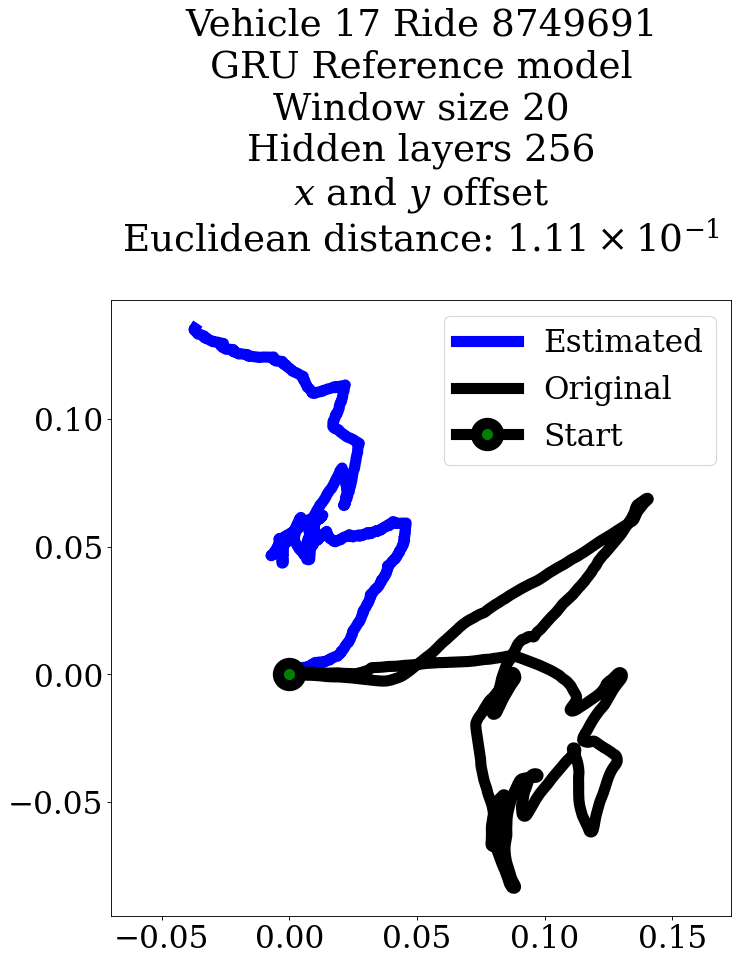 Vehicle 17 Ride 8749691
GRU Reference model
Window size 20
Hidden layers 256
x and y offset
Euclidean distance: 1.11 × 10⁻¹
Estimated
Original
Start
0.10
0.05
0.00
−0.05
−0.05 0.00 0.05 0.10 0.15